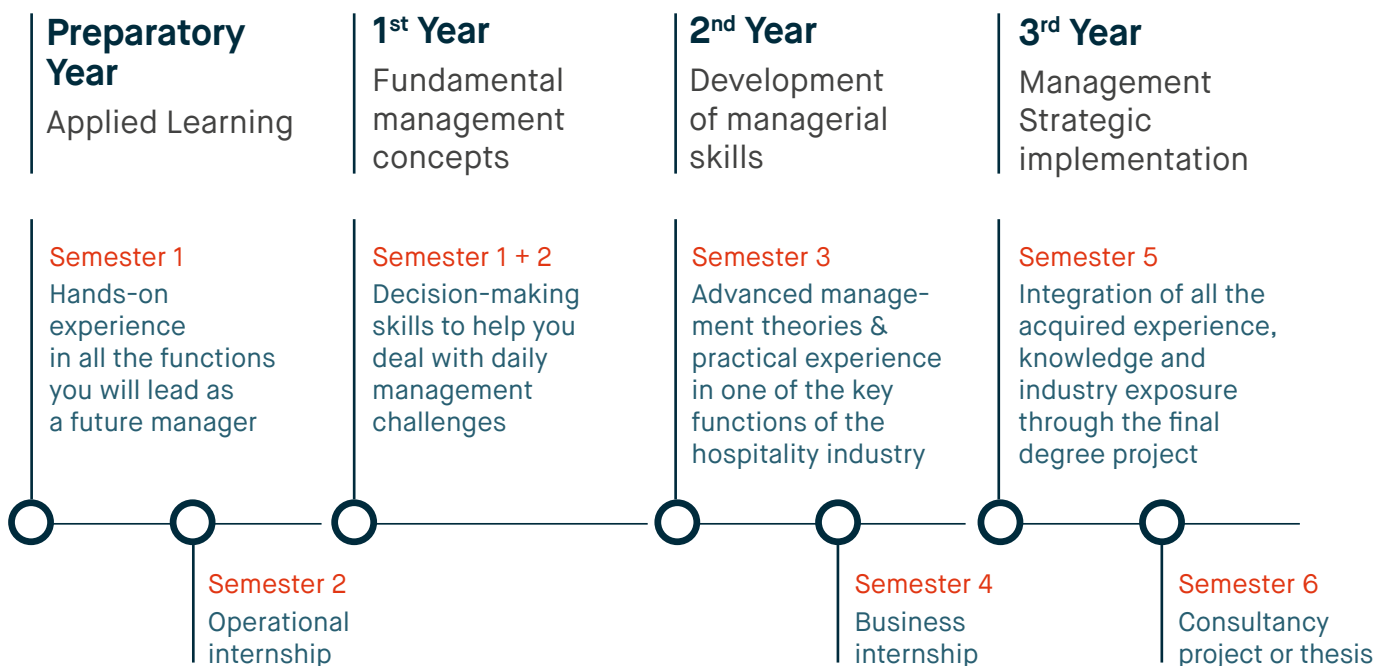 Preparatory
Year
Applied Learning
1st Year
Fundamental
management
concepts
2nd Year
Development
of managerial
skills
3rd Year
Management
Strategic
implementation
Semester 1
Hands-on
experience
in all the functions
you will lead as
a future manager
Semester 1 + 2
Decision-making
skills to help you
deal with daily
management
challenges
Semester 3
Advanced manage-
ment theories &
practical experience
in one of the key
functions of the
hospitality industry
Semester 5
Integration of all the
acquired experience,
knowledge and
industry exposure
through the final
degree project
Semester 2
Operational
internship
Semester 4
Business
internship
Semester 6
Consultancy
project or thesis